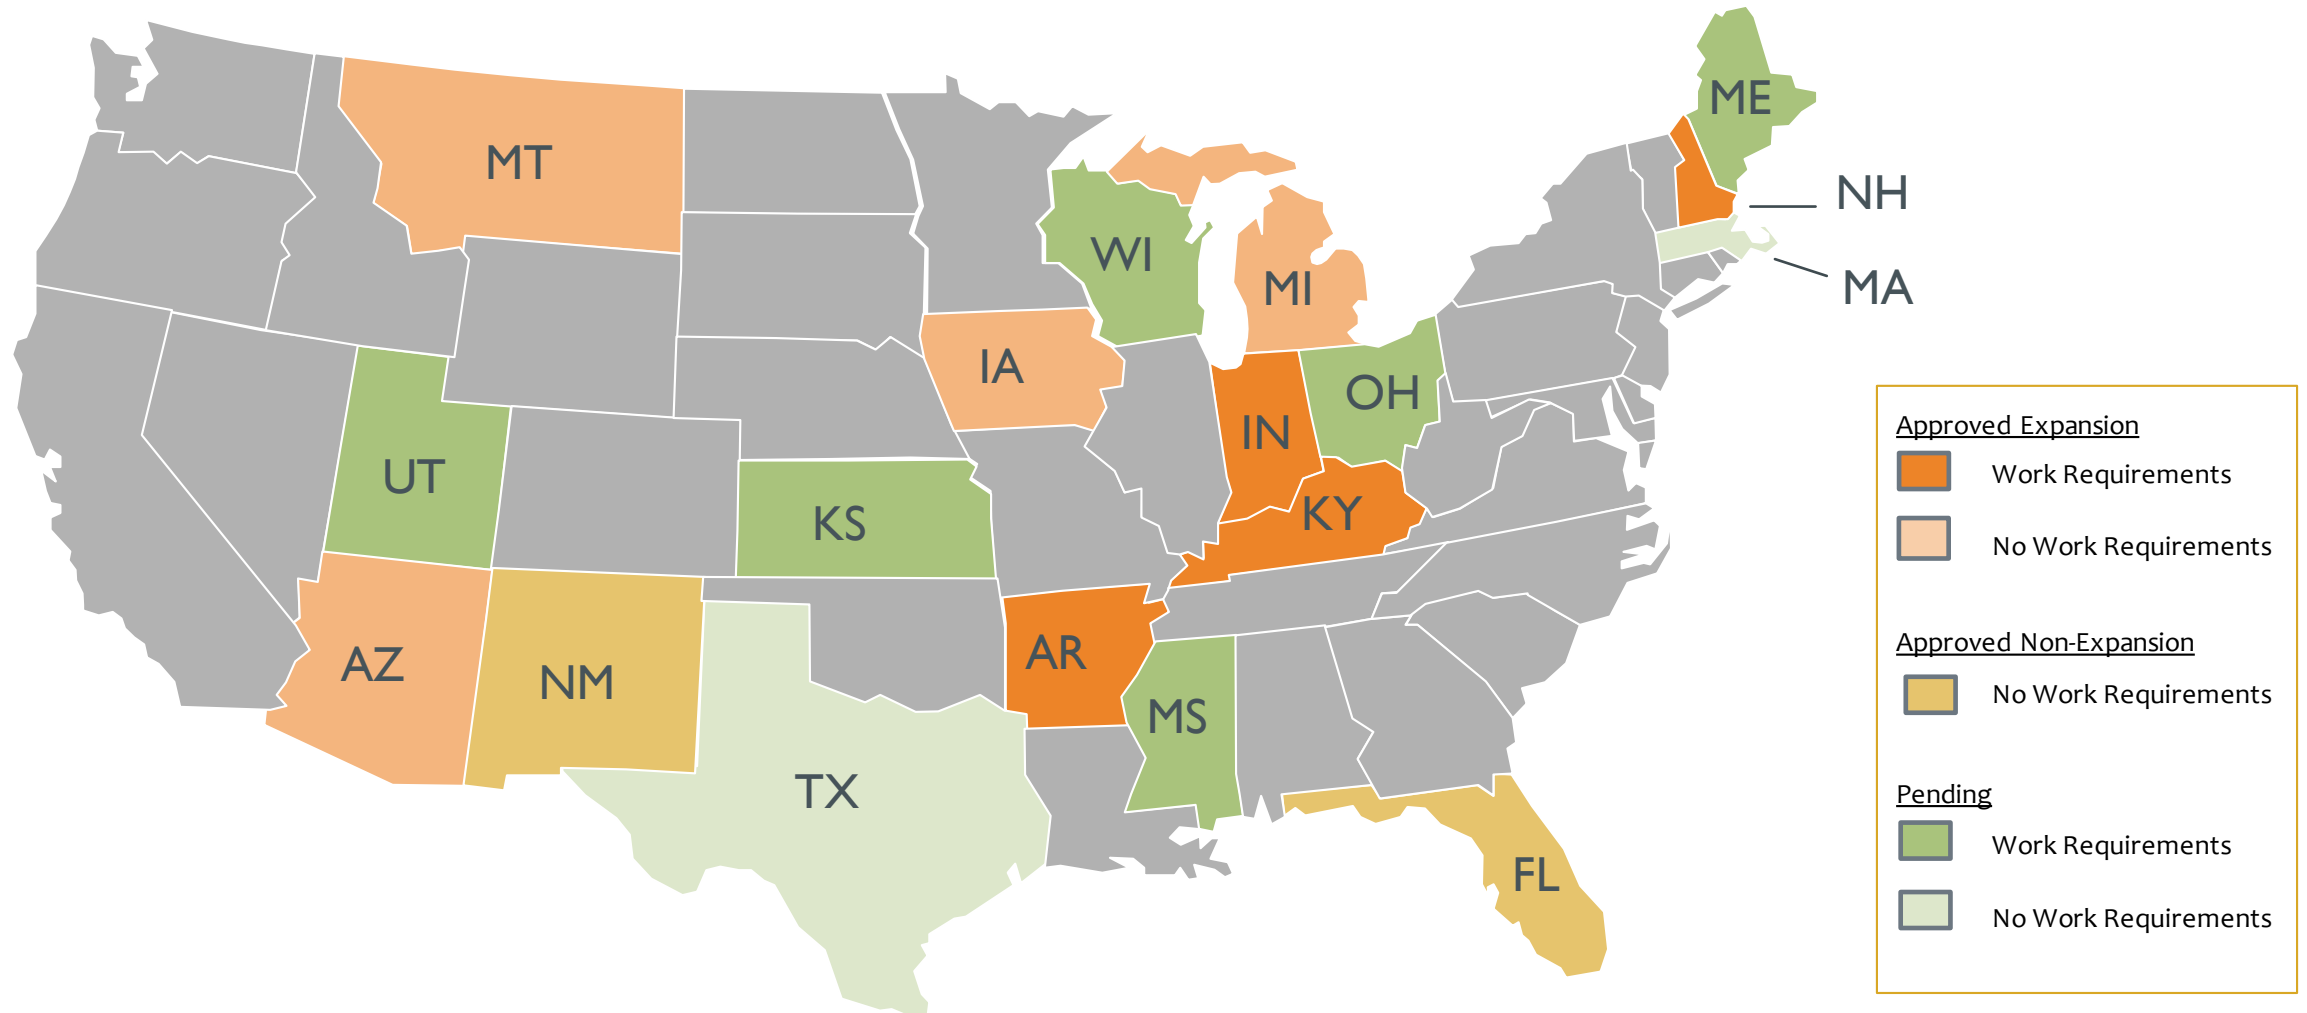 ME
MT
NH
WI
MI
MA
IA
OH
IN
UT
KS
KY
AR
AZ
NM
MS
TX
FL
Approved Expansion
Work Requirements
No Work Requirements
Approved Non-Expansion
No Work Requirements
Pending
Work Requirements
No Work Requirements